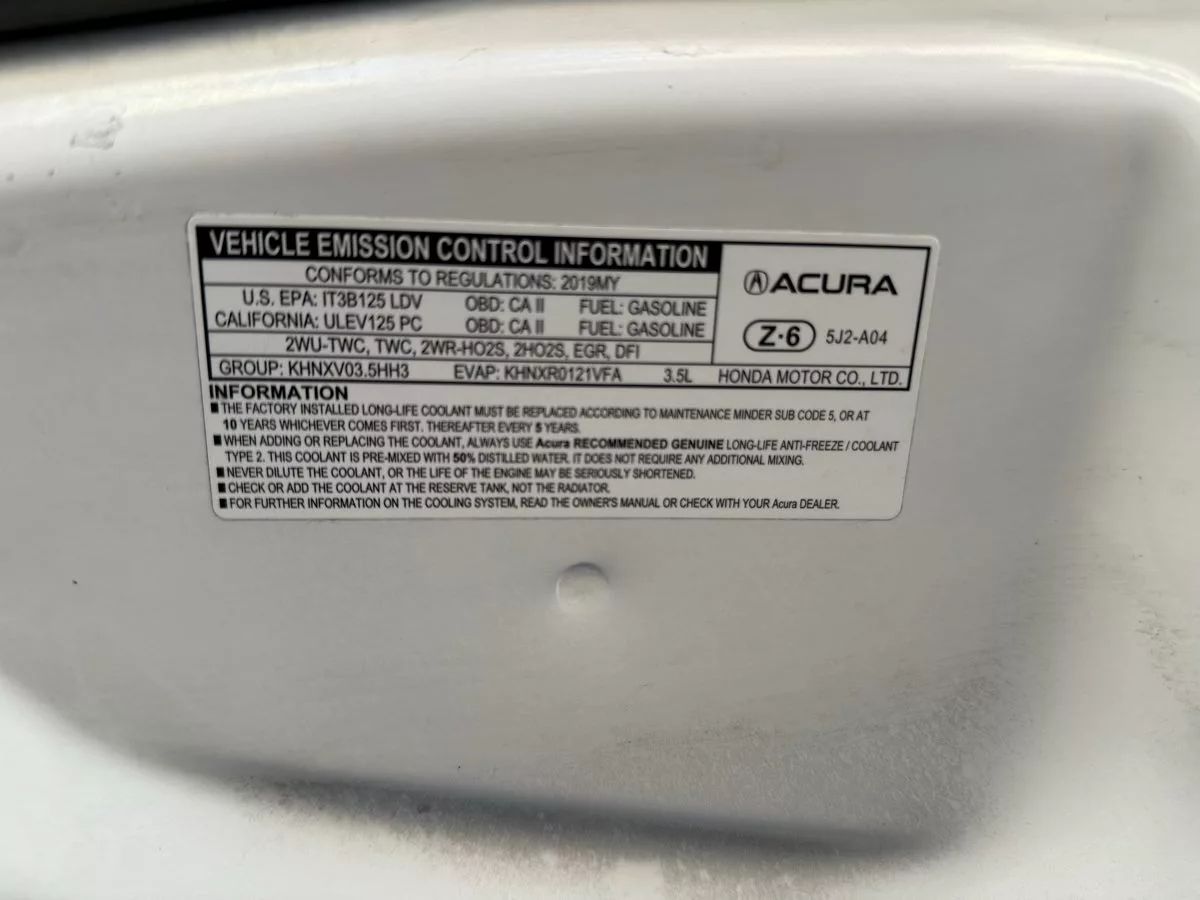 VEHICLE EMISSION CONTROL INFORMATION
CONFORMS TO REGULATIONS: 2019MY
U.S. EPA: IT3B125 LDV OBD: CA II FUEL: GASOLINE
CALIFORNIA: ULEV125 PC OBD: CA II FUEL: GASOLINE
2WU-TWC, TWC, 2WR-HO2S, 2HO2S, EGR, DFI
GROUP: KHNXV03.5HH3 EVAP: KHNXR0121VFA 3.5L HONDA MOTOR CO., LTD.
ACURA
Z·6 5J2-A04
INFORMATION
■ THE FACTORY INSTALLED LONG-LIFE COOLANT MUST BE REPLACED ACCORDING TO MAINTENANCE MINDER SUB CODE 5, OR AT
10 YEARS WHICHEVER COMES FIRST. THEREAFTER EVERY 5 YEARS.
■ WHEN ADDING OR REPLACING THE COOLANT, ALWAYS USE Acura RECOMMENDED GENUINE LONG-LIFE ANTI-FREEZE / COOLANT
TYPE 2. THIS COOLANT IS PRE-MIXED WITH 50% DISTILLED WATER. IT DOES NOT REQUIRE ANY ADDITIONAL MIXING.
■ NEVER DILUTE THE COOLANT, OR THE LIFE OF THE ENGINE MAY BE SERIOUSLY SHORTENED.
■ CHECK OR ADD THE COOLANT AT THE RESERVE TANK, NOT THE RADIATOR.
■ FOR FURTHER INFORMATION ON THE COOLING SYSTEM, READ THE OWNER'S MANUAL OR CHECK WITH YOUR Acura DEALER.